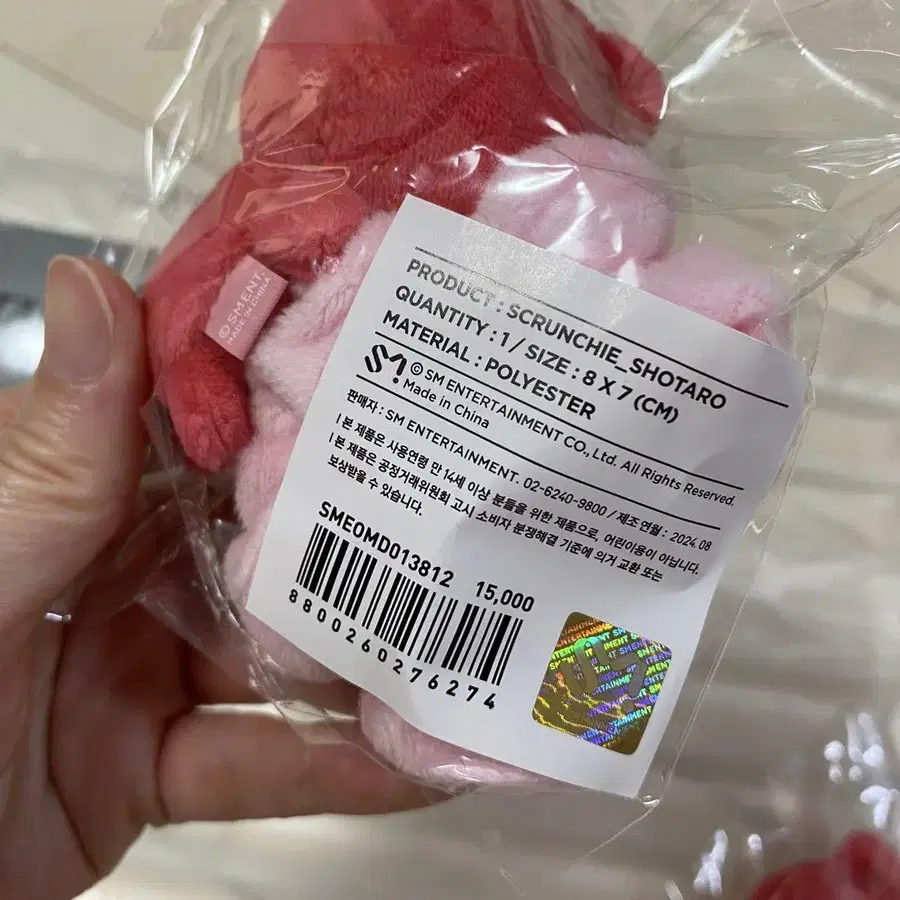 PRODUCT : SCRUNCHIE_SHOTARO
QUANTITY : 1 / SIZE : 8 X 7 (CM)
MATERIAL : POLYESTER
SM
© SM ENTERTAINMENT CO., Ltd. All Rights Reserved.
Made in China
판매자 : SM ENTERTAINMENT. 02-6240-9800 / 제조 연월 : 2024.08
| 본 제품은 사용연령 만 14세 이상 분들을 위한 제품으로, 어린이용이 아닙니다.
| 본 제품은 공정거래위원회 고시 소비자 분쟁해결 기준에 의거 교환 또는
보상받을 수 있습니다.
SMEOMD013812 15,000
8800260276274
©SM ENT.
MADE IN CHINA
SM ENTERTAINMENT